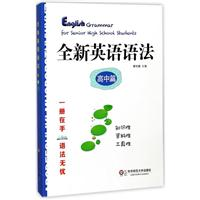 English Grammar
for Senior High School Students
全新英语语法
高中篇
一册在手
语法无忧
知识性
资料性
工具性
华东师范大学出版社